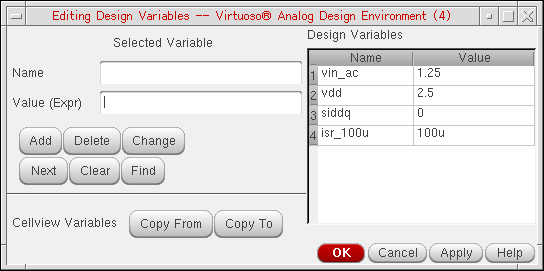 Editing Design Variables -- Virtuoso® Analog Design Environment (4)
Selected Variable
Name
Value (Expr)
Add Delete Change
Next Clear Find
Cellview Variables Copy From Copy To
Design Variables
Name Value
1 vin_ac 1.25
2 vdd 2.5
3 siddq 0
4 isr_100u 100u
OK Cancel Apply Help